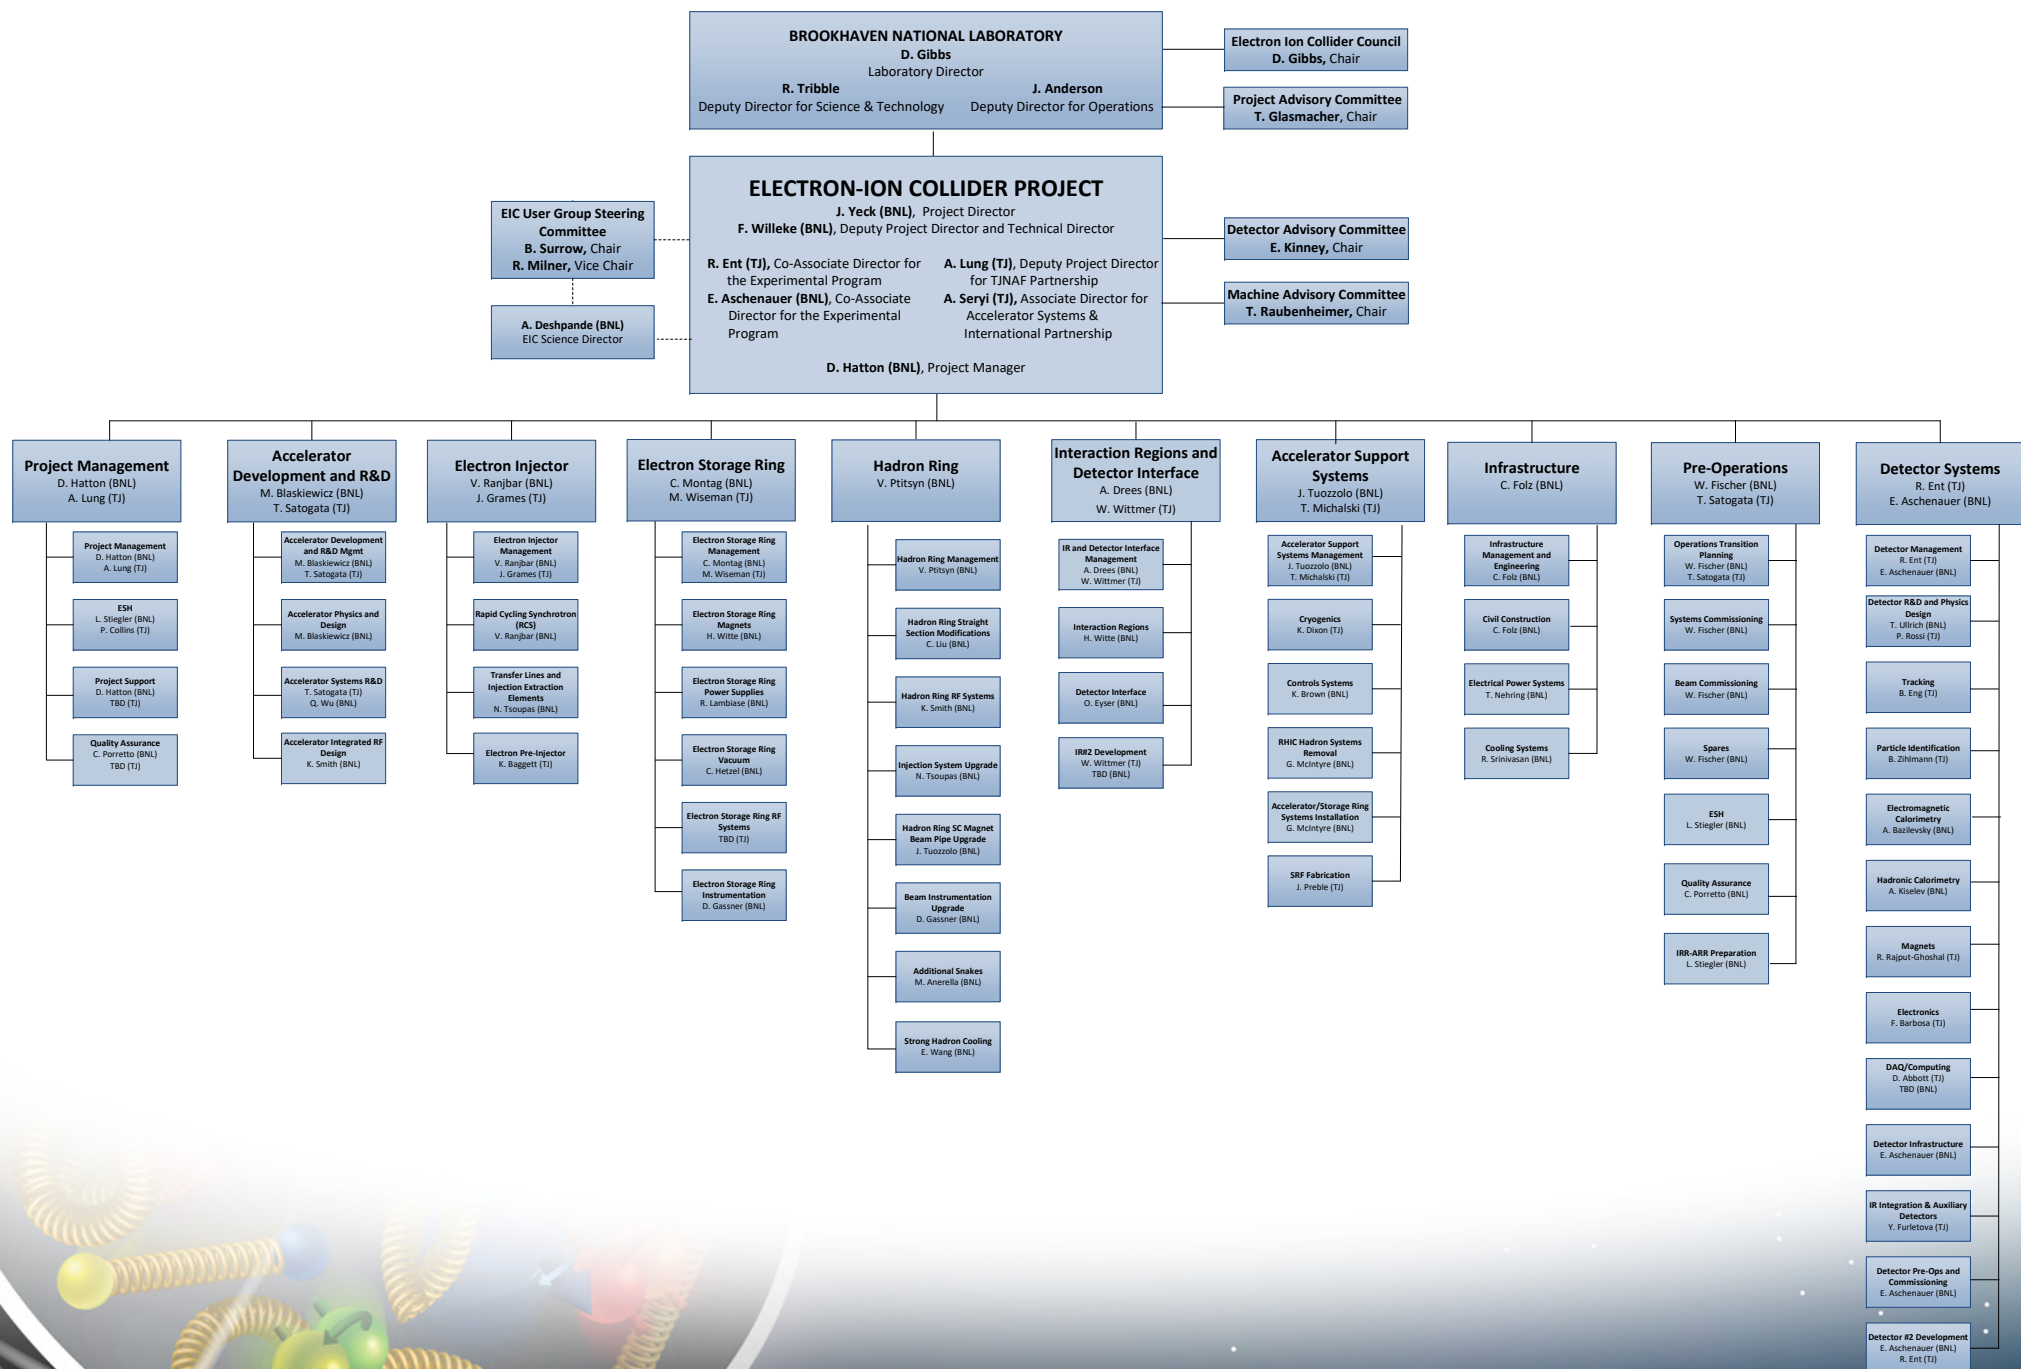 BROOKHAVEN NATIONAL LABORATORY
D. Gibbs
Laboratory Director
R. Tribble
Deputy Director for Science & Technology
J. Anderson
Deputy Director for Operations
Electron Ion Collider Council
D. Gibbs, Chair
Project Advisory Committee
T. Glasmacher, Chair
ELECTRON-ION COLLIDER PROJECT
J. Yeck (BNL), Project Director
F. Willeke (BNL), Deputy Project Director and Technical Director
R. Ent (TJ), Co-Associate Director for
the Experimental Program
E. Aschenauer (BNL), Co-Associate
Director for the Experimental
Program
A. Lung (TJ), Deputy Project Director
for TJNAF Partnership
A. Seryi (TJ), Associate Director for
Accelerator Systems &
International Partnership
D. Hatton (BNL), Project Manager
EIC User Group Steering
Committee
B. Surrow, Chair
R. Milner, Vice Chair
A. Deshpande (BNL)
EIC Science Director
Detector Advisory Committee
E. Kinney, Chair
Machine Advisory Committee
T. Raubenheimer, Chair
Project Management
D. Hatton (BNL)
A. Lung (TJ)
Project Management
D. Hatton (BNL)
A. Lung (TJ)
ESH
L. Stiegler (BNL)
P. Collins (TJ)
Project Support
D. Hatton (BNL)
TBD (TJ)
Quality Assurance
C. Porretto (BNL)
TBD (TJ)
Accelerator
Development and R&D
M. Blaskiewicz (BNL)
T. Satogata (TJ)
Accelerator Development
and R&D Mgmt
M. Blaskiewicz (BNL)
T. Satogata (TJ)
Accelerator Physics and
Design
M. Blaskiewicz (BNL)
Accelerator Systems R&D
T. Satogata (TJ)
Q. Wu (BNL)
Accelerator Integrated RF
Design
K. Smith (BNL)
Electron Injector
V. Ranjbar (BNL)
J. Grames (TJ)
Electron Injector
Management
V. Ranjbar (BNL)
J. Grames (TJ)
Rapid Cycling Synchrotron
(RCS)
V. Ranjbar (BNL)
Transfer Lines and
Injection Extraction
Elements
N. Tsoupas (BNL)
Electron Pre-Injector
K. Baggett (TJ)
Electron Storage Ring
C. Montag (BNL)
M. Wiseman (TJ)
Electron Storage Ring
Management
C. Montag (BNL)
M. Wiseman (TJ)
Electron Storage Ring
Magnets
H. Witte (BNL)
Electron Storage Ring
Power Supplies
R. Lambiase (BNL)
Electron Storage Ring
Vacuum
C. Hetzel (BNL)
Electron Storage Ring RF
Systems
TBD (TJ)
Electron Storage Ring
Instrumentation
D. Gassner (BNL)
Hadron Ring
V. Ptitsyn (BNL)
Hadron Ring Management
V. Ptitsyn (BNL)
Hadron Ring Straight
Section Modifications
C. Liu (BNL)
Hadron Ring RF Systems
K. Smith (BNL)
Injection System Upgrade
N. Tsoupas (BNL)
Hadron Ring SC Magnet
Beam Pipe Upgrade
J. Tuozzolo (BNL)
Beam Instrumentation
Upgrade
D. Gassner (BNL)
Additional Snakes
M. Anerella (BNL)
Strong Hadron Cooling
E. Wang (BNL)
Interaction Regions and
Detector Interface
A. Drees (BNL)
W. Wittmer (TJ)
IR and Detector Interface
Management
A. Drees (BNL)
W. Wittmer (TJ)
Interaction Regions
H. Witte (BNL)
Detector Interface
O. Eyser (BNL)
IR#2 Development
W. Wittmer (TJ)
TBD (BNL)
Accelerator Support
Systems
J. Tuozzolo (BNL)
T. Michalski (TJ)
Accelerator Support
Systems Management
J. Tuozzolo (BNL)
T. Michalski (TJ)
Cryogenics
K. Dixon (TJ)
Controls Systems
K. Brown (BNL)
RHIC Hadron Systems
Removal
G. McIntyre (BNL)
Accelerator/Storage Ring
Systems Installation
G. McIntyre (BNL)
SRF Fabrication
J. Preble (TJ)
Infrastructure
C. Folz (BNL)
Infrastructure
Management and
Engineering
C. Folz (BNL)
Civil Construction
C. Folz (BNL)
Electrical Power Systems
T. Nehring (BNL)
Cooling Systems
R. Srinivasan (BNL)
Pre-Operations
W. Fischer (BNL)
T. Satogata (TJ)
Operations Transition
Planning
W. Fischer (BNL)
T. Satogata (TJ)
Systems Commissioning
W. Fischer (BNL)
Beam Commissioning
W. Fischer (BNL)
Spares
W. Fischer (BNL)
ESH
L. Stiegler (BNL)
Quality Assurance
C. Porretto (BNL)
IRR-ARR Preparation
L. Stiegler (BNL)
Detector Systems
R. Ent (TJ)
E. Aschenauer (BNL)
Detector Management
R. Ent (TJ)
E. Aschenauer (BNL)
Detector R&D and Physics
Design
T. Ullrich (BNL)
P. Rossi (TJ)
Tracking
B. Eng (TJ)
Particle Identification
B. Zihlmann (TJ)
Electromagnetic
Calorimetry
A. Bazilevsky (BNL)
Hadronic Calorimetry
A. Kiselev (BNL)
Magnets
R. Rajput-Ghoshal (TJ)
Electronics
F. Barbosa (TJ)
DAQ/Computing
D. Abbott (TJ)
TBD (BNL)
Detector Infrastructure
E. Aschenauer (BNL)
IR Integration & Auxiliary
Detectors
Y. Furletova (TJ)
Detector Pre-Ops and
Commissioning
E. Aschenauer (BNL)
Detector #2 Development
E. Aschenauer (BNL)
R. Ent (TJ)